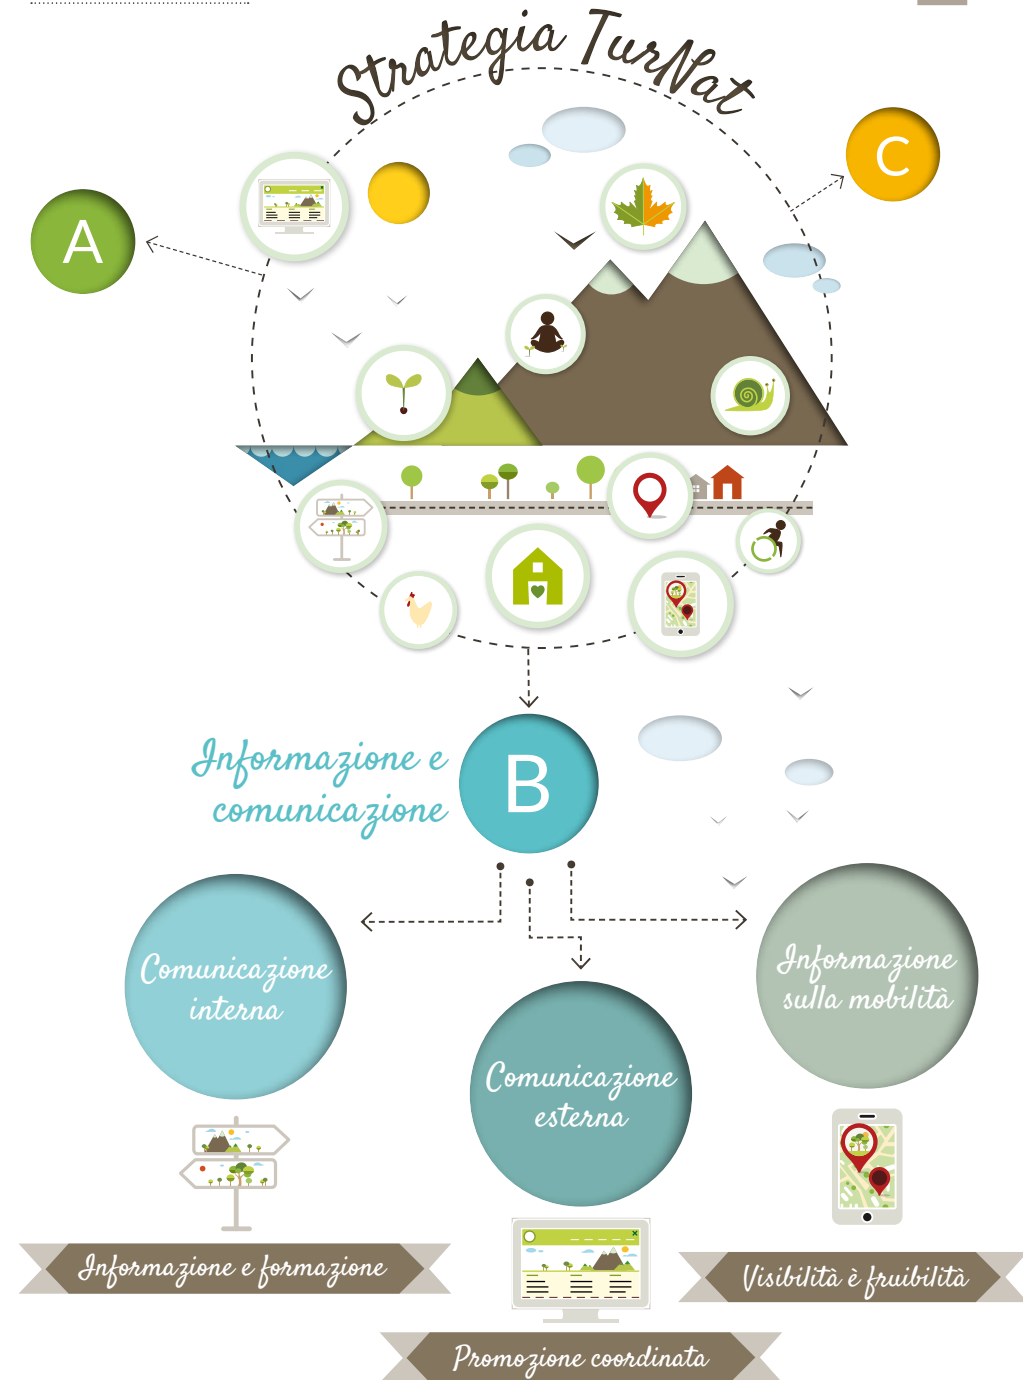 Strategia TurNat
A
C
B
Informazione e
comunicazione
Comunicazione
interna
Comunicazione
esterna
Informazione
sulla mobilità
Informazione e formazione
Visibilità è fruibilità
Promozione coordinata